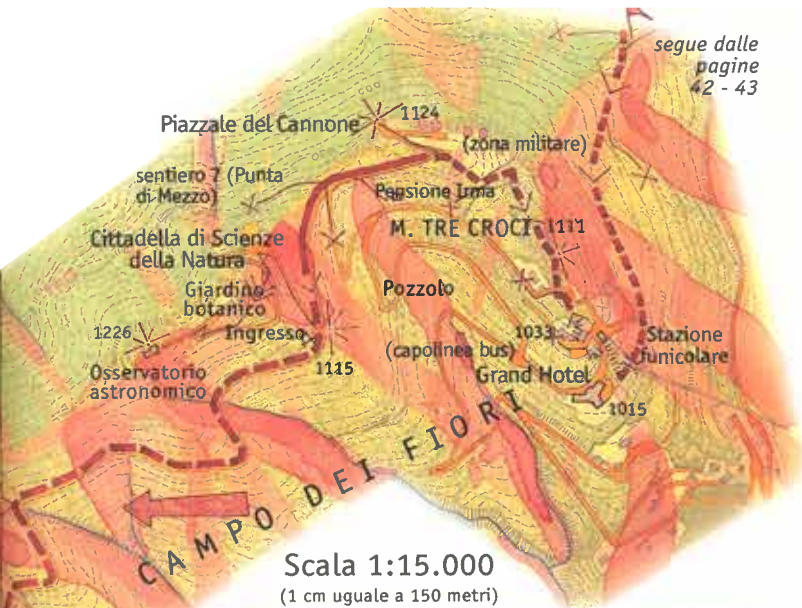 segue dalle
pagine
42 - 43
1124
Piazzale del Cannone
(zona militare)
sentiero 7 (Punta
di Mezzo)
Pensione Irma
M. TRE CROCI 1111
Cittadella di Scienze
della Natura
Giardino
botanico
Pozzolo
1226
Ingresso
1033
Stazione
funicolare
(capolinea bus)
1115
Osservatorio
astronomico
Grand Hotel
1015
CAMPO DEI FIORI
Scala 1:15.000
(1 cm uguale a 150 metri)